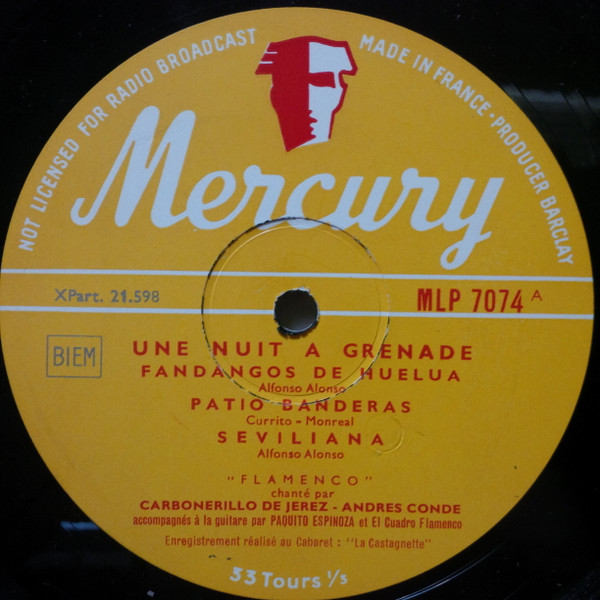 NOT LICENSED FOR RADIO BROADCAST
MADE IN FRANCE · PRODUCER BARCLAY
Mercury
XPart. 21.598
MLP 7074 A
BIEM
UNE NUIT A GRENADE
FANDANGOS DE HUELUA
Alfonso Alonso
PATIO BANDERAS
Currito - Monreal
SEVILIANA
Alfonso Alonso
"FLAMENCO"
chanté par
CARBONERILLO DE JEREZ - ANDRES CONDE
accompagnés à la guitare par PAQUITO ESPINOZA et El Cuadro Flamenco
Enregistrement réalisé au Cabaret : "La Castagnette"
33 Tours 1/3